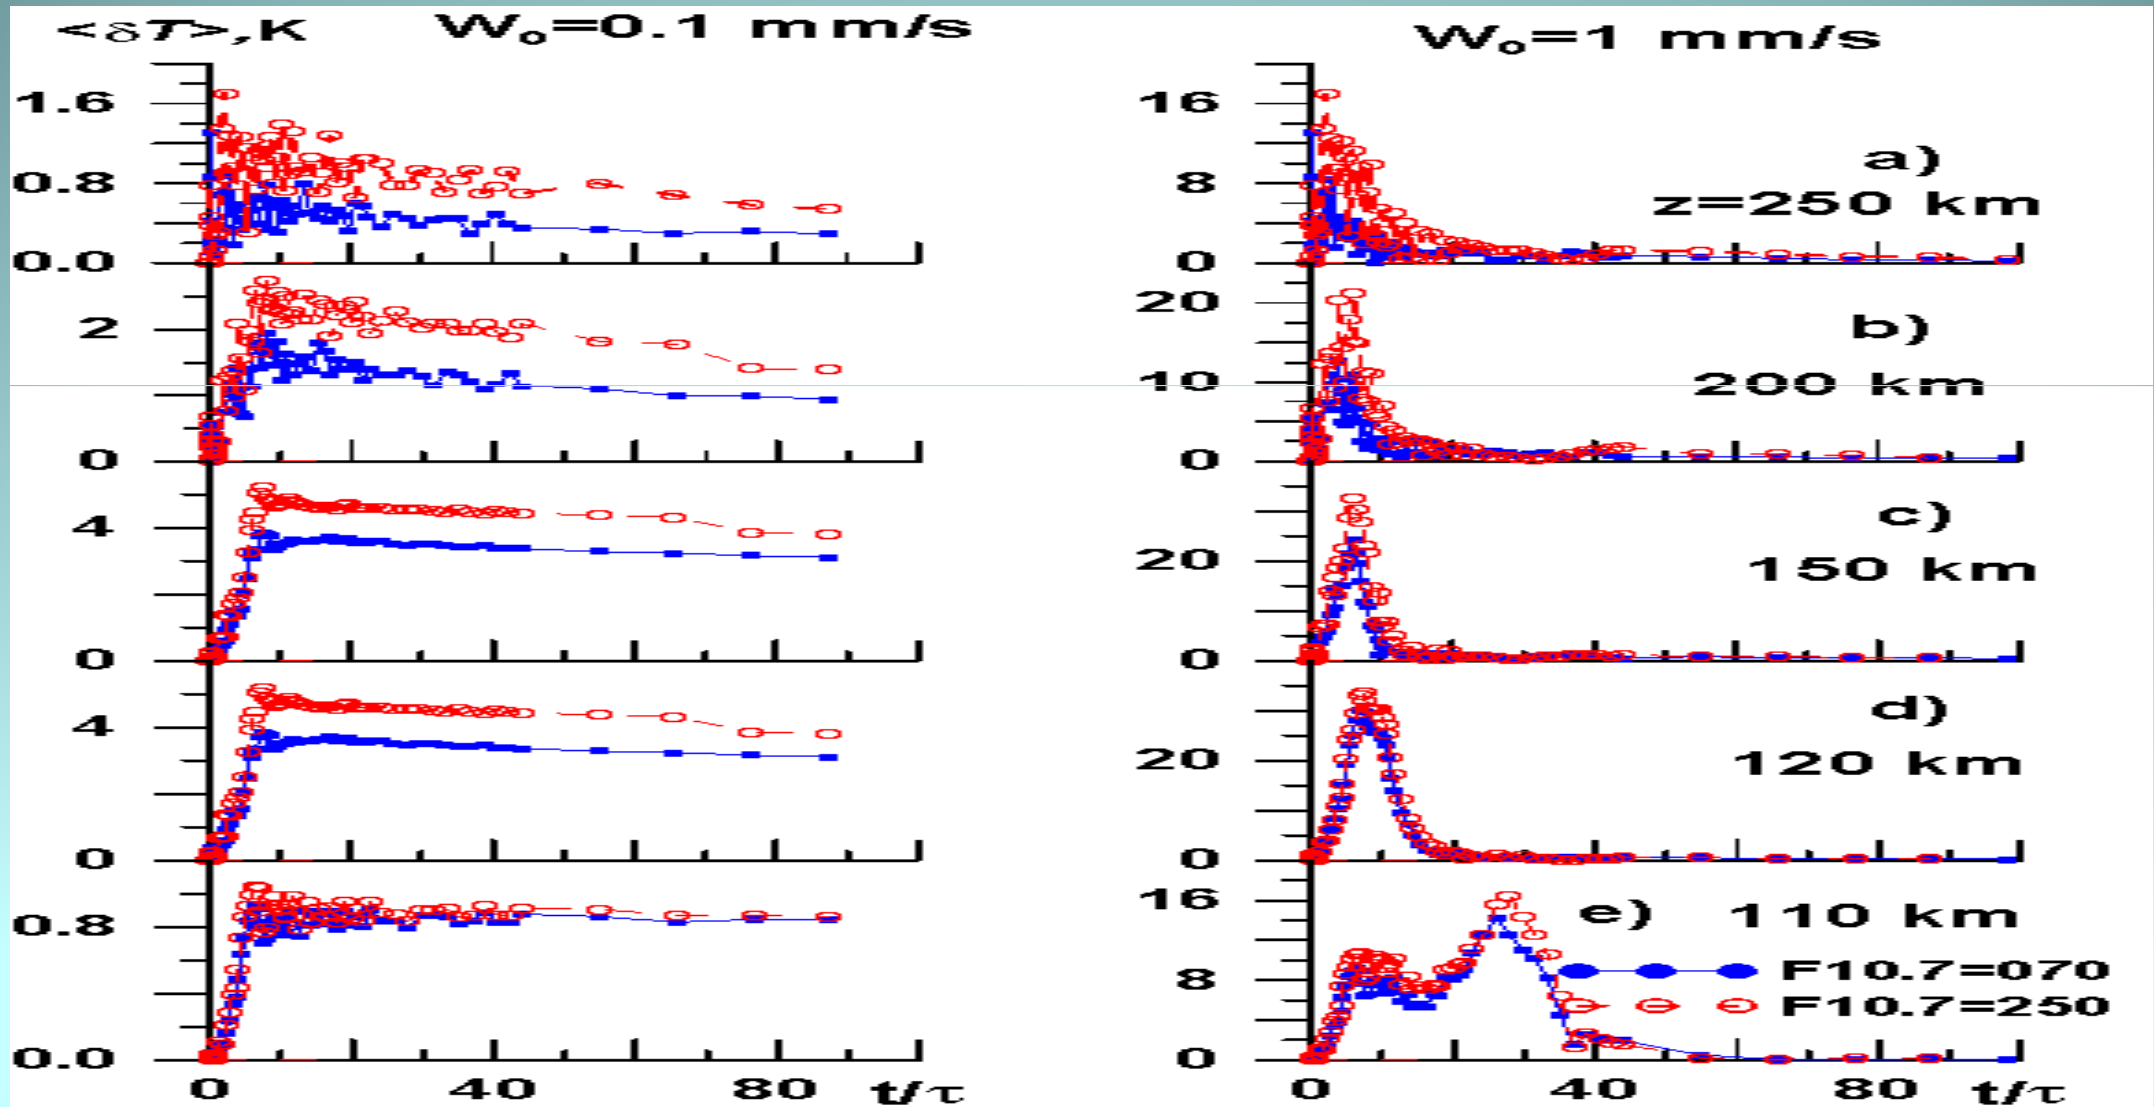 <δT>,K W₀=0.1 mm/s W₀=1 mm/s
1.6 16
a)
0.8 8
z=250 km
0.0 0
20
2 b)
10 200 km
0 0
c)
4
20 150 km
0 0
d)
4
20 120 km
0 0
16
0.8 e) 110 km
8 F10.7=070
F10.7=250
0.0 0
0 40 80 t/τ 0 40 80 t/τ